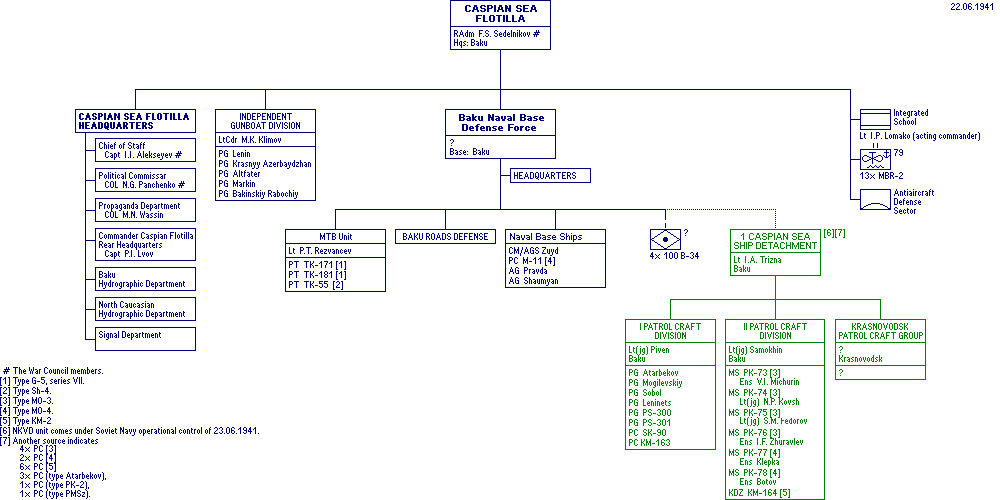 CASPIAN SEA
FLOTILLA
RAdm F.S. Sedelnikov #
Hqs: Baku
22.06.1941
CASPIAN SEA FLOTILLA
HEADQUARTERS
Chief of Staff
Capt I.I. Alekseyev #
Political Commissar
COL N.G. Panchenko #
Propaganda Department
COL M.N. Wassin
Commander Caspian Flotilla
Rear Headquarters
Capt P.I. Lvov
Baku
Hydrographic Department
North Caucasian
Hydrographic Department
Signal Department
INDEPENDENT
GUNBOAT DIVISION
LtCdr M.K. Klimov
PG Lenin
PG Krasnyy Azerbaydzhan
PG Altfater
PG Markin
PG Bakinskiy Rabochiy
Baku Naval Base
Defense Force
?
Base: Baku
HEADQUARTERS
Integrated
School
Lt I.P. Lomako (acting commander)
79
13x MBR-2
Antiaircraft
Defense
Sector
MTB Unit
Lt P.T. Rezvancev
PT TK-171 [1]
PT TK-181 [1]
PT TK-55 [2]
BAKU ROADS DEFENSE
Naval Base Ships
CM/AGS Zuyd
PC M-11 [4]
AG Pravda
AG Shaumyan
?
4x 100 B-34
1 CASPIAN SEA
SHIP DETACHMENT
[6][7]
Lt I.A. Trizna
Baku
I PATROL CRAFT
DIVISION
Lt(jg) Piven
Baku
PG Atarbekov
PG Mogilevskiy
PG Sobol
PG Leninets
PG PS-300
PG PS-301
PC SK-90
PC KM-163
II PATROL CRAFT
DIVISION
Lt(jg) Samokhin
Baku
MS PK-73 [3]
Ens V.I. Michurin
MS PK-74 [3]
Lt(jg) N.P. Kovsh
MS PK-75 [3]
Lt(jg) S.M. Fedorov
MS PK-76 [3]
Ens I.F. Zhuravlev
MS PK-77 [4]
Ens Klepka
MS PK-78 [4]
Ens Botov
KDZ KM-164 [5]
KRASNOVODSK
PATROL CRAFT GROUP
?
Krasnovodsk
?
# The War Council members.
[1] Type G-5, series VII.
[2] Type Sh-4.
[3] Type MO-3.
[4] Type MO-4.
[5] Type KM-2
[6] NKVD unit comes under Soviet Navy operational control of 23.06.1941.
[7] Another source indicates
4x PC [3]
2x PC [4]
6x PC [5]
3x PC (type Atarbekov),
1x PC (type PK-2),
1x PC (type PMSz).